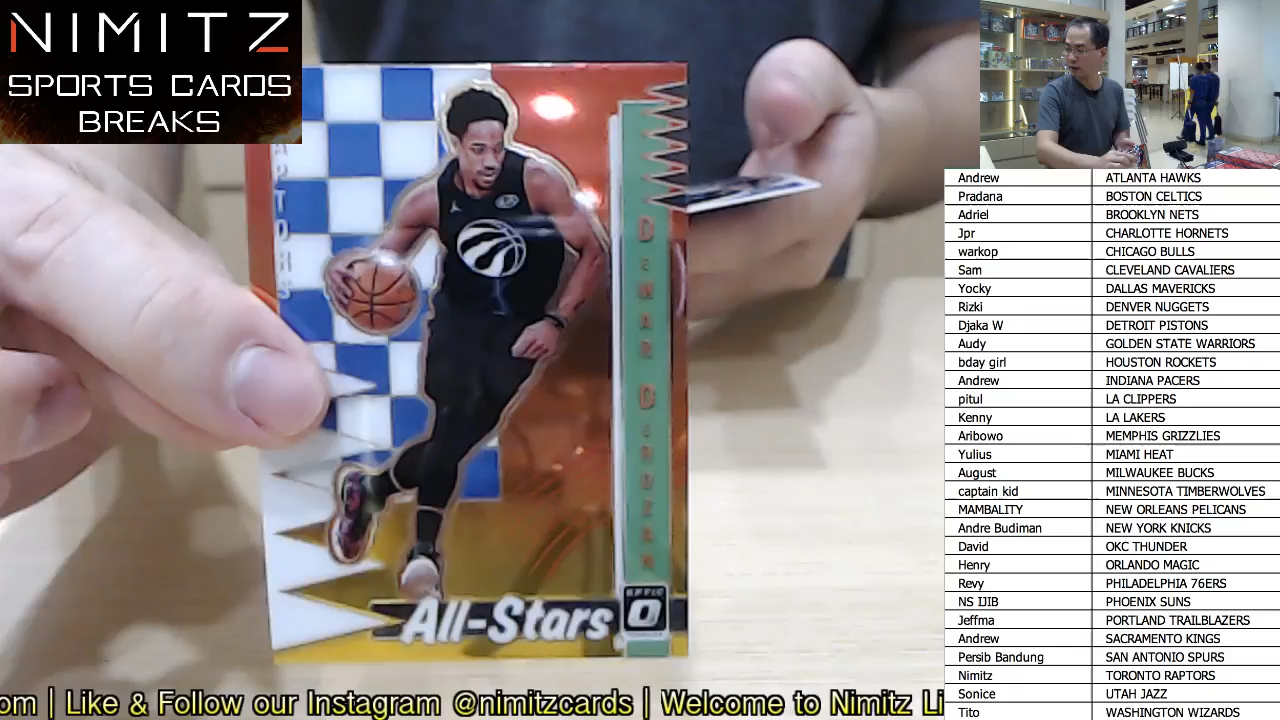 NIMITZ
SPORTS CARDS
BREAKS
DEMAR DEROZAN
All-Stars
OPTIC
Andrew ATLANTA HAWKS
Pradana BOSTON CELTICS
Adriel BROOKLYN NETS
Jpr CHARLOTTE HORNETS
warkop CHICAGO BULLS
Sam CLEVELAND CAVALIERS
Yocky DALLAS MAVERICKS
Rizki DENVER NUGGETS
Djaka W DETROIT PISTONS
Audy GOLDEN STATE WARRIORS
bday girl HOUSTON ROCKETS
Andrew INDIANA PACERS
pitul LA CLIPPERS
Kenny LA LAKERS
Aribowo MEMPHIS GRIZZLIES
Yulius MIAMI HEAT
August MILWAUKEE BUCKS
captain kid MINNESOTA TIMBERWOLVES
MAMBALITY NEW ORLEANS PELICANS
Andre Budiman NEW YORK KNICKS
David OKC THUNDER
Henry ORLANDO MAGIC
Revy PHILADELPHIA 76ERS
NS IJIB PHOENIX SUNS
Jeffma PORTLAND TRAILBLAZERS
Andrew SACRAMENTO KINGS
Persib Bandung SAN ANTONIO SPURS
Nimitz TORONTO RAPTORS
Sonice UTAH JAZZ
Tito WASHINGTON WIZARDS
om | Like & Follow our Instagram @nimitzcards | Welcome to Nimitz Li